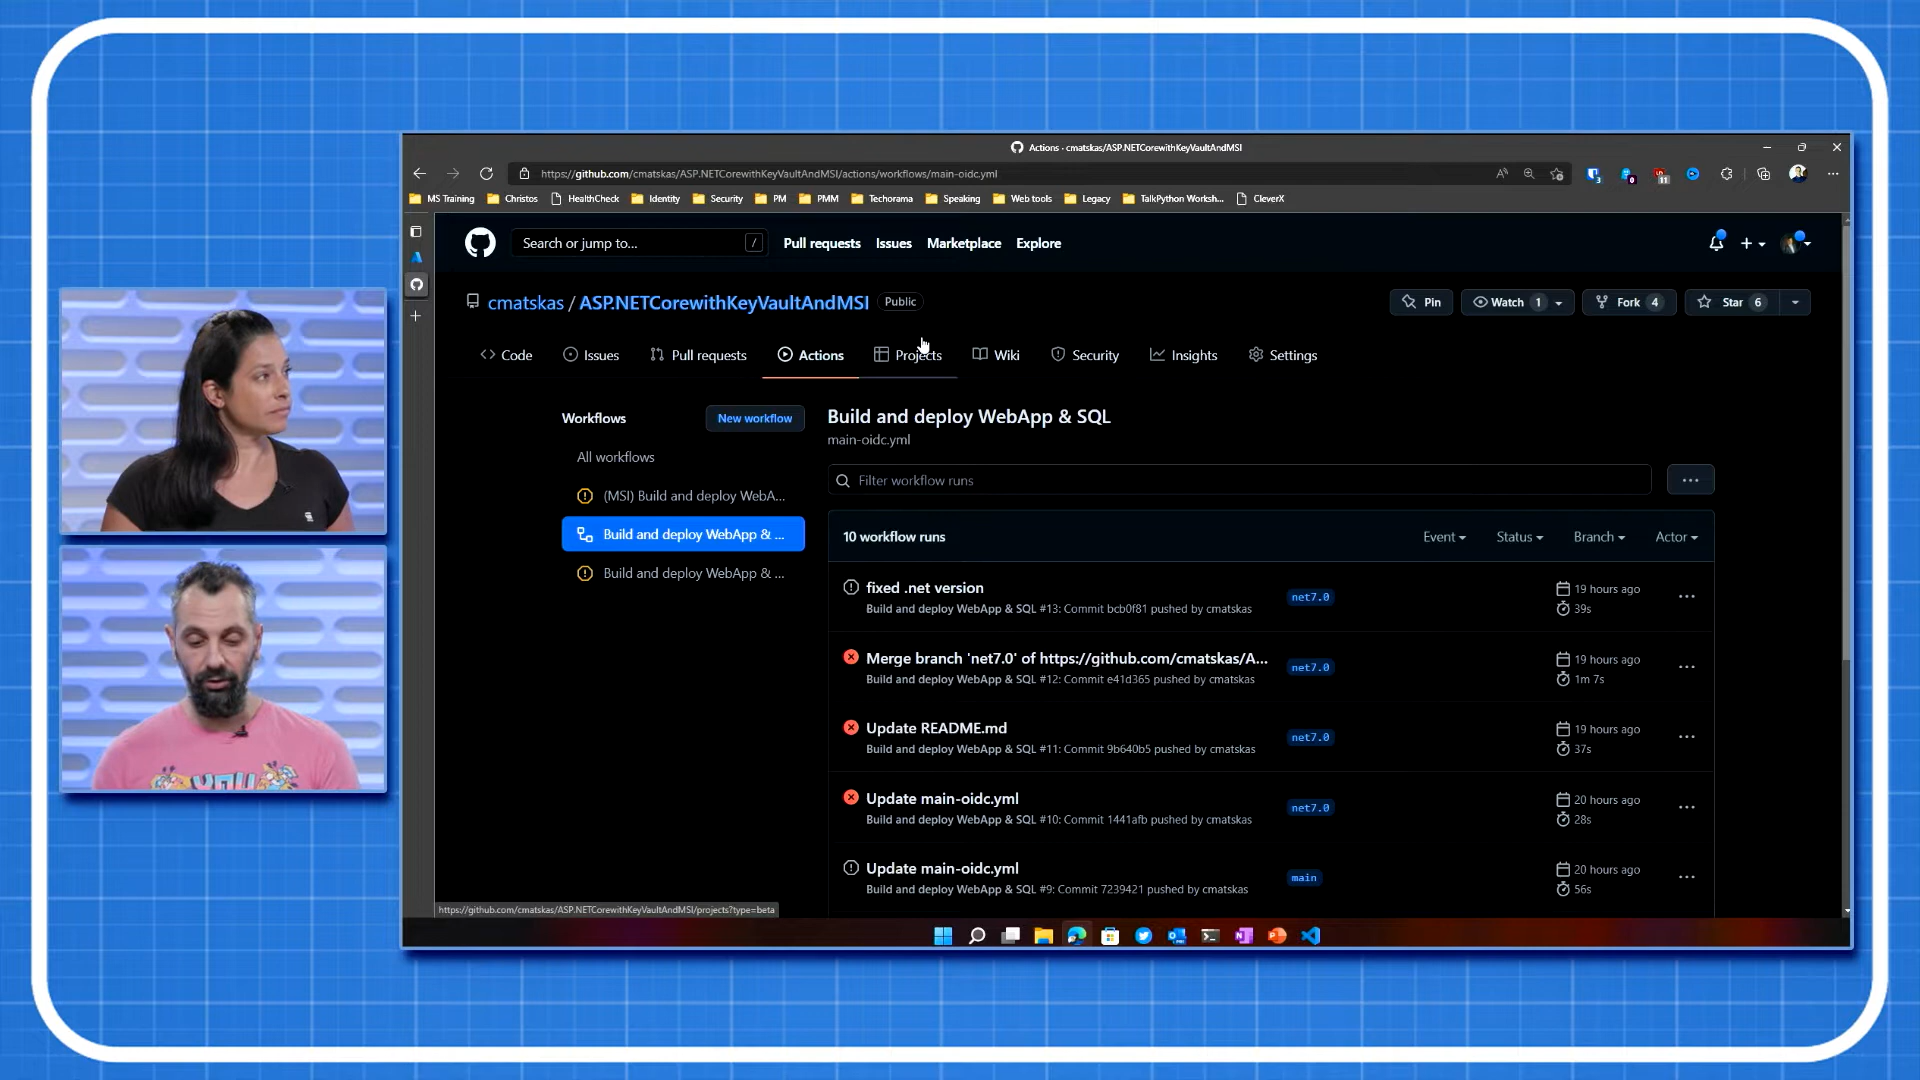 Actions · cmatskas/ASP.NETCorewithKeyVaultAndMSI
https://github.com/cmatskas/ASP.NETCorewithKeyVaultAndMSI/actions/workflows/main-oidc.yml
MS Training Christos HealthCheck Identity Security PM PMM Techorama Speaking Web tools Legacy TalkPython Worksh... CleverX
Search or jump to... / Pull requests Issues Marketplace Explore
cmatskas / ASP.NETCorewithKeyVaultAndMSI Public
Pin Watch 1 Fork 4 Star 6
Code Issues Pull requests Actions Projects Wiki Security Insights Settings
Workflows New workflow
All workflows
(MSI) Build and deploy WebA...
Build and deploy WebApp & ...
Build and deploy WebApp & ...
Build and deploy WebApp & SQL
main-oidc.yml
Filter workflow runs
10 workflow runs Event Status Branch Actor
fixed .net version
Build and deploy WebApp & SQL #13: Commit bcb0f81 pushed by cmatskas
net7.0
19 hours ago
39s
Merge branch 'net7.0' of https://github.com/cmatskas/A...
Build and deploy WebApp & SQL #12: Commit e41d365 pushed by cmatskas
net7.0
19 hours ago
1m 7s
Update README.md
Build and deploy WebApp & SQL #11: Commit 9b640b5 pushed by cmatskas
net7.0
19 hours ago
37s
Update main-oidc.yml
Build and deploy WebApp & SQL #10: Commit 1441afb pushed by cmatskas
net7.0
20 hours ago
28s
Update main-oidc.yml
Build and deploy WebApp & SQL #9: Commit 7239421 pushed by cmatskas
main
20 hours ago
56s
https://github.com/cmatskas/ASP.NETCorewithKeyVaultAndMSI/projects?type=beta
YOU